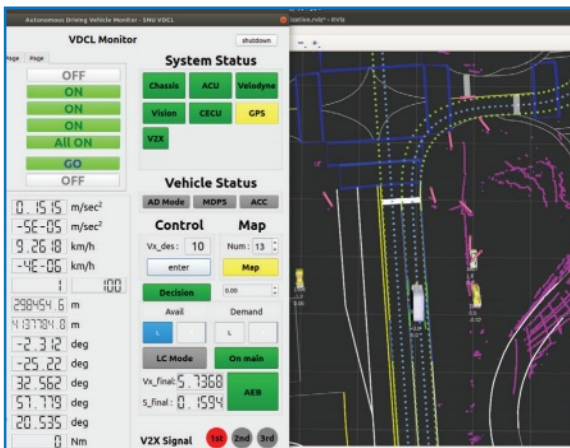 Autonomous Driving Vehicle Monitor - SNU VDCL
VDCL Monitor
shutdown
Page
Page
OFF
ON
ON
ON
All ON
GO
OFF
0.1515 m/sec²
-5E-05 m/sec²
9.2618 km/h
-4E-06 km/h
1 100
298454.6 m
4137784.8 m
-2.312 deg
-25.22 deg
32.562 deg
57.779 deg
20.535 deg
0 Nm
System Status
Chassis ACU Velodyne
Vision CECU GPS
V2X
Vehicle Status
AD Mode MDPS ACC
Control Map
Vx_des : 10 Num : 13
enter Map
Decision 0.00
Avail Demand
L L
LC Mode On main
Vx_final: 5.7368
S_final: 0.1594
AEB
V2X Signal 1st 2nd 3rd
ization.rviz* - RViz